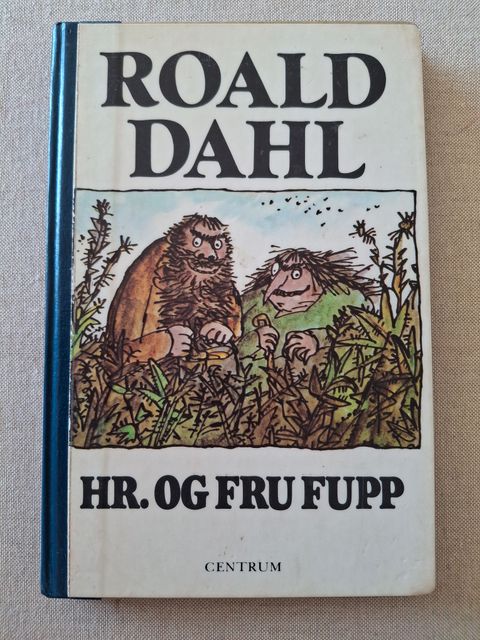 ROALD
DAHL
HR. OG FRU FUPP
CENTRUM